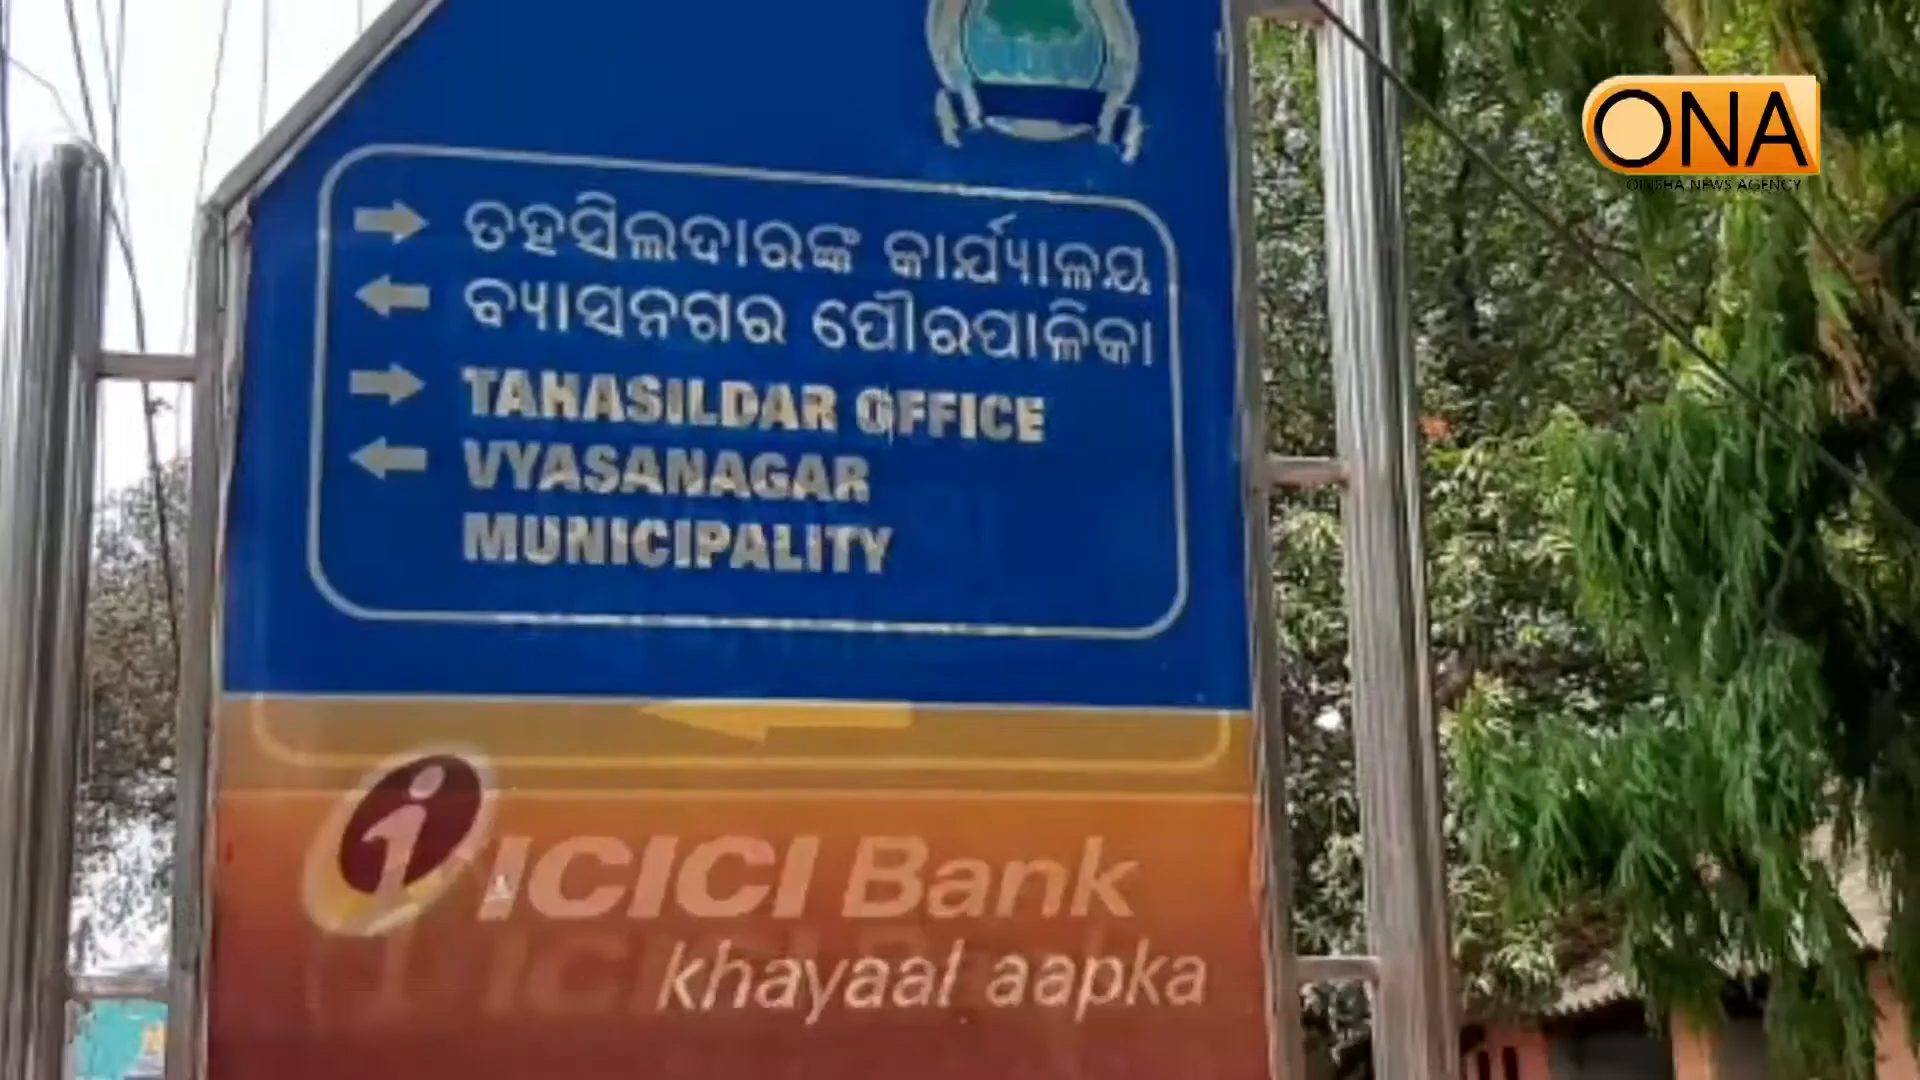 ONA
ODISHA NEWS AGENCY
ତହସିଲଦାରଙ୍କ କାର୍ଯ୍ୟାଳୟ
ବ୍ୟାସନଗର ପୌରପାଳିକା
TAHASILDAR OFFICE
VYASANAGAR
MUNICIPALITY
i ICICI Bank
khayaal aapka